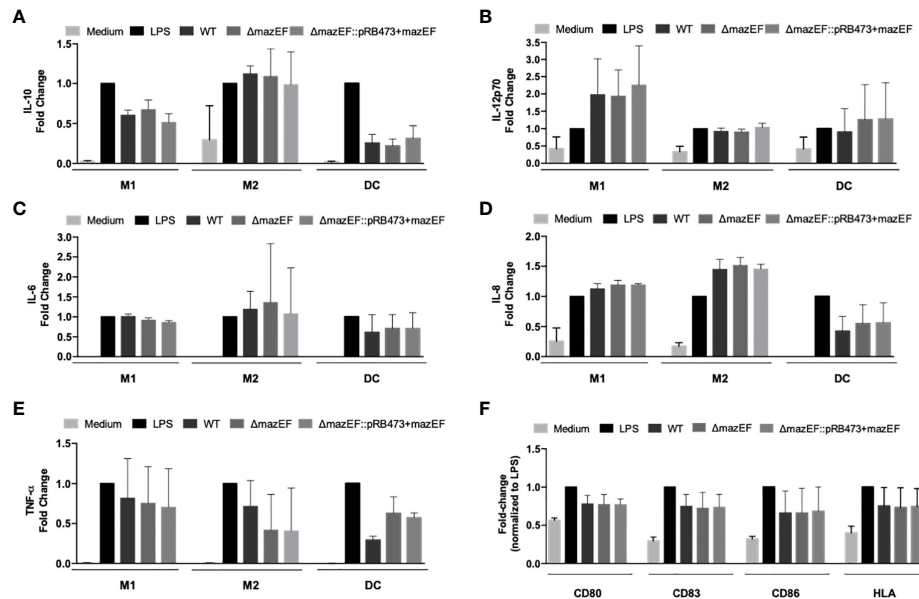 A
Medium LPS WT ΔmazEF ΔmazEF::pRB473+mazEF
IL-10
Fold Change
1.5
1.0
0.5
0.0
M1 M2 DC
B
Medium LPS WT ΔmazEF ΔmazEF::pRB473+mazEF
IL-12p70
Fold Change
3.5
3.0
2.5
2.0
1.5
1.0
0.5
0.0
M1 M2 DC
C
Medium LPS WT ΔmazEF ΔmazEF::pRB473+mazEF
IL-6
Fold Change
3.0
2.5
2.0
1.5
1.0
0.5
0.0
M1 M2 DC
D
Medium LPS WT ΔmazEF ΔmazEF::pRB473+mazEF
IL-8
Fold Change
2.0
1.5
1.0
0.5
0.0
M1 M2 DC
E
Medium LPS WT ΔmazEF ΔmazEF::pRB473+mazEF
TNF-α
Fold Change
1.5
1.0
0.5
0.0
M1 M2 DC
F
Medium LPS WT ΔmazEF ΔmazEF::pRB473+mazEF
Fold-change
(normalized to LPS)
1.5
1.0
0.5
0.0
CD80 CD83 CD86 HLA